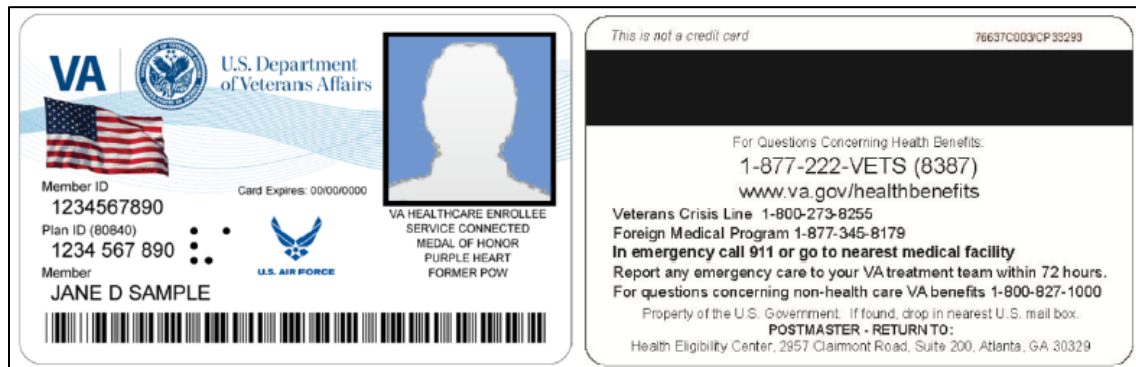 VA
U.S. Department
of Veterans Affairs
Member ID
1234567890
Card Expires: 00/00/0000
Plan ID (80840)
1234 567 890
U.S. AIR FORCE
Member
JANE D SAMPLE
VA HEALTHCARE ENROLLEE
SERVICE CONNECTED
MEDAL OF HONOR
PURPLE HEART
FORMER POW
This is not a credit card
76637C003/CP33293
For Questions Concerning Health Benefits:
1-877-222-VETS (8387)
www.va.gov/healthbenefits
Veterans Crisis Line 1-800-273-8255
Foreign Medical Program 1-877-345-8179
In emergency call 911 or go to nearest medical facility
Report any emergency care to your VA treatment team within 72 hours.
For questions concerning non-health care VA benefits 1-800-827-1000
Property of the U.S. Government. If found, drop in nearest U.S. mail box.
POSTMASTER - RETURN TO:
Health Eligibility Center, 2957 Clairmont Road, Suite 200, Atlanta, GA 30329